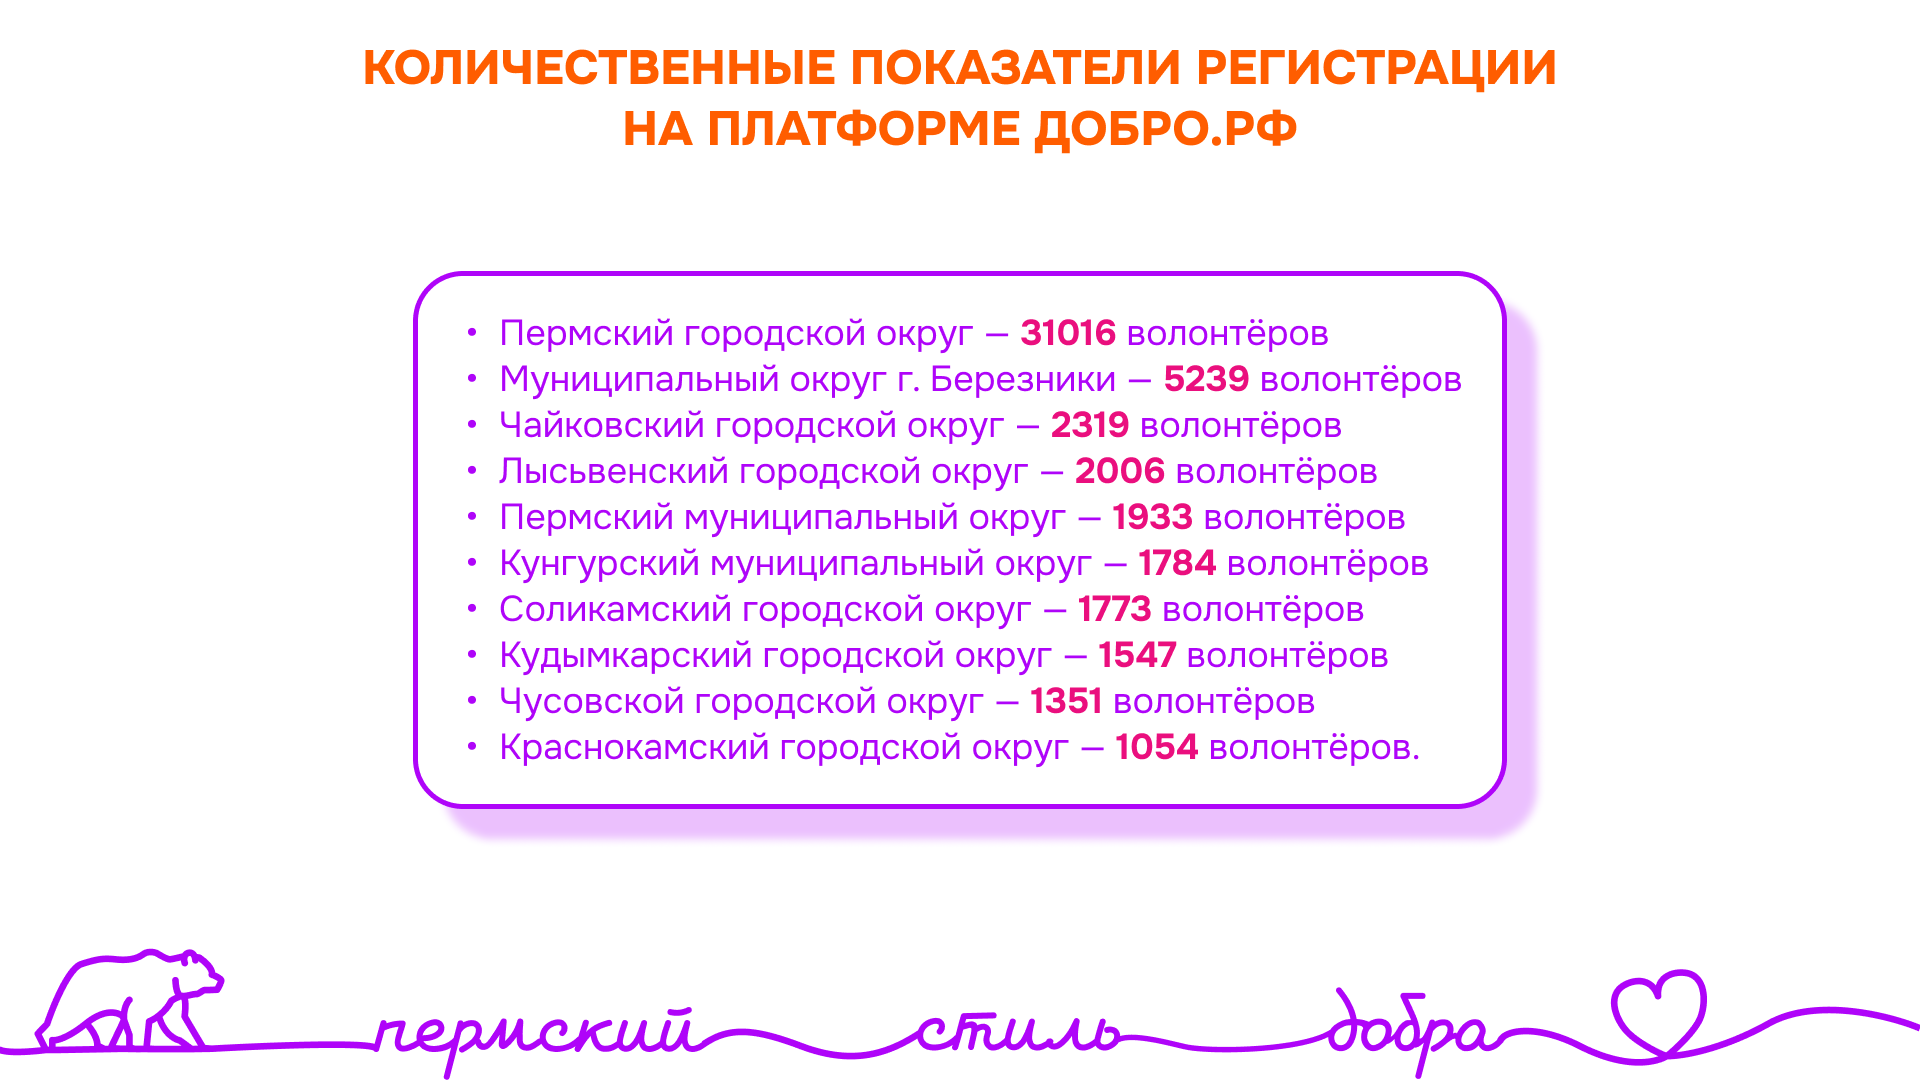 КОЛИЧЕСТВЕННЫЕ ПОКАЗАТЕЛИ РЕГИСТРАЦИИ
НА ПЛАТФОРМЕ ДОБРО.РФ
• Пермский городской округ – 31016 волонтёров
• Муниципальный округ г. Березники – 5239 волонтёров
• Чайковский городской округ – 2319 волонтёров
• Лысьвенский городской округ – 2006 волонтёров
• Пермский муниципальный округ – 1933 волонтёров
• Кунгурский муниципальный округ – 1784 волонтёров
• Соликамский городской округ – 1773 волонтёров
• Кудымкарский городской округ – 1547 волонтёров
• Чусовской городской округ – 1351 волонтёров
• Краснокамский городской округ – 1054 волонтёров.
пермский стиль добра